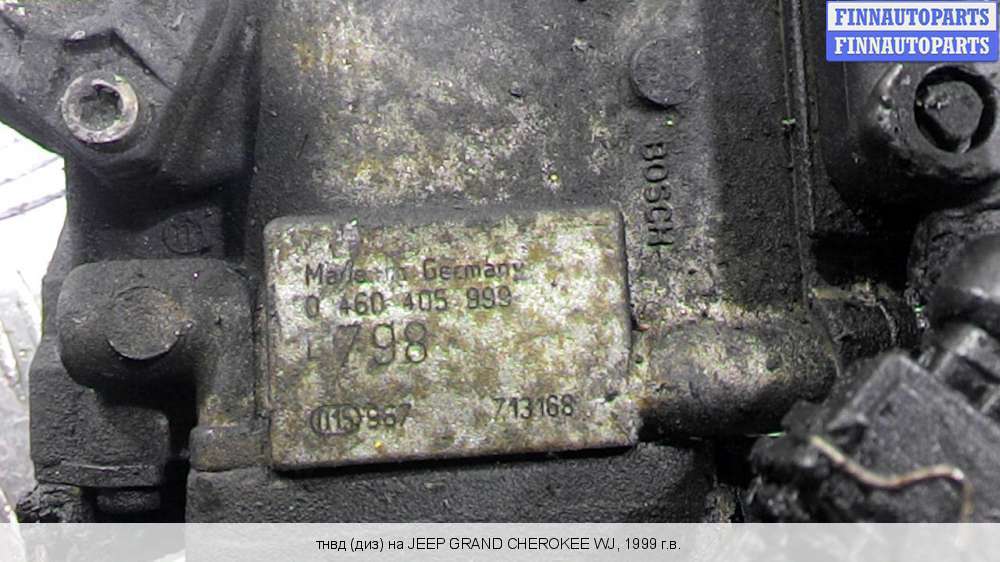 FINNAUTOPARTS
FINNAUTOPARTS
BOSCH
Made in Germany
0 460 405 999
L 798
(115) 967 713168
тнвд (диз) на JEEP GRAND CHEROKEE WJ, 1999 г.в.